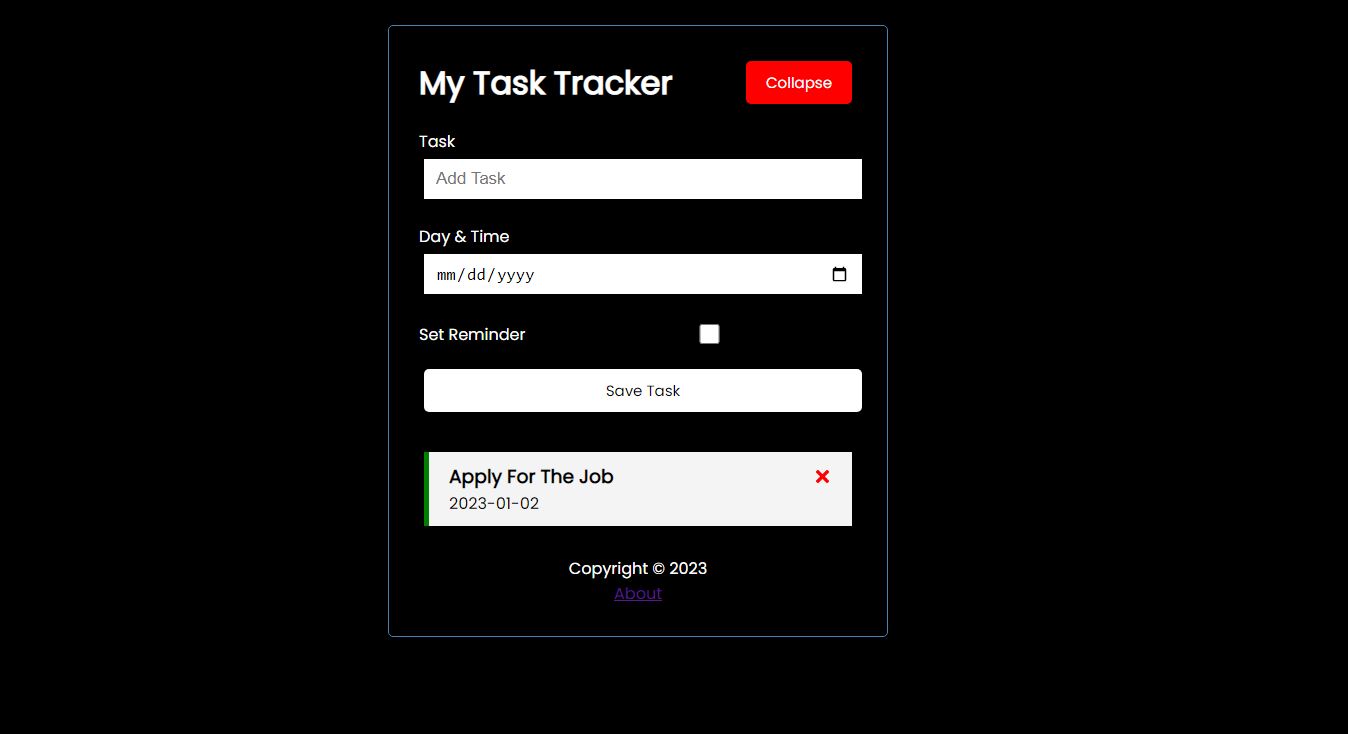 My Task Tracker
Collapse
Task
Add Task
Day & Time
mm/dd/yyyy
Set Reminder
Save Task
Apply For The Job
2023-01-02
Copyright © 2023
About